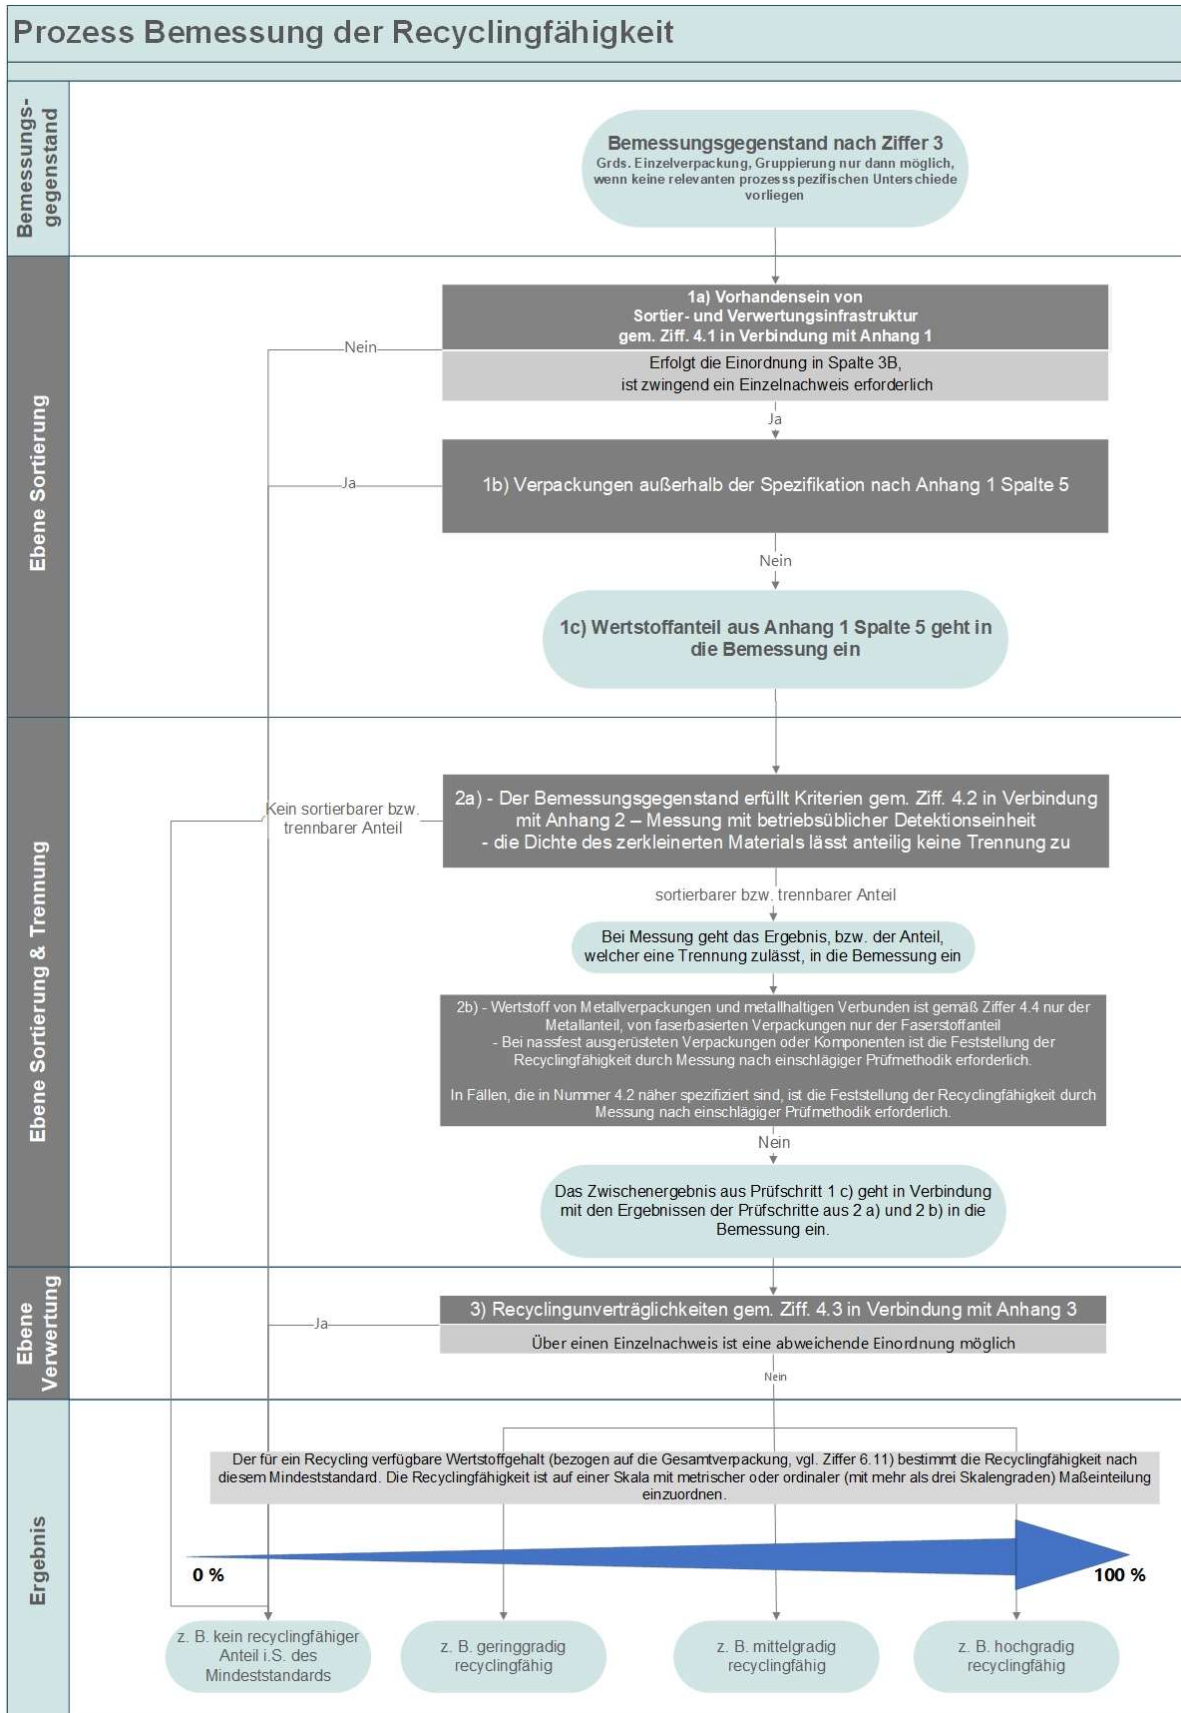 Prozess Bemessung der Recyclingfähigkeit
Bemessungs-
gegenstand
Bemessungsgegenstand nach Ziffer 3
Grds. Einzelverpackung, Gruppierung nur dann möglich,
wenn keine relevanten prozessspezifischen Unterschiede
vorliegen
Ebene Sortierung
1a) Vorhandensein von
Sortier- und Verwertungsinfrastruktur
gem. Ziff. 4.1 in Verbindung mit Anhang 1
Nein
Erfolgt die Einordnung in Spalte 3B,
ist zwingend ein Einzelnachweis erforderlich
Ja
Ja
1b) Verpackungen außerhalb der Spezifikation nach Anhang 1 Spalte 5
Nein
1c) Wertstoffanteil aus Anhang 1 Spalte 5 geht in
die Bemessung ein
Ebene Sortierung & Trennung
Kein sortierbarer bzw.
trennbarer Anteil
2a) - Der Bemessungsgegenstand erfüllt Kriterien gem. Ziff. 4.2 in Verbindung
mit Anhang 2 – Messung mit betriebsüblicher Detektionseinheit
- die Dichte des zerkleinerten Materials lässt anteilig keine Trennung zu
sortierbarer bzw. trennbarer Anteil
Bei Messung geht das Ergebnis, bzw. der Anteil,
welcher eine Trennung zulässt, in die Bemessung ein
2b) - Wertstoff von Metallverpackungen und metallhaltigen Verbunden ist gemäß Ziffer 4.4 nur der
Metallanteil, von faserbasierten Verpackungen nur der Faserstoffanteil
- Bei nassfest ausgerüsteten Verpackungen oder Komponenten ist die Feststellung der
Recyclingfähigkeit durch Messung nach einschlägiger Prüfmethodik erforderlich.
In Fällen, die in Nummer 4.2 näher spezifiziert sind, ist die Feststellung der Recyclingfähigkeit durch
Messung nach einschlägiger Prüfmethodik erforderlich.
Nein
Das Zwischenergebnis aus Prüfschritt 1 c) geht in Verbindung
mit den Ergebnissen der Prüfschritte aus 2 a) und 2 b) in die
Bemessung ein.
Ebene
Verwertung
3) Recyclingunverträglichkeiten gem. Ziff. 4.3 in Verbindung mit Anhang 3
Ja
Über einen Einzelnachweis ist eine abweichende Einordnung möglich
Nein
Ergebnis
Der für ein Recycling verfügbare Wertstoffgehalt (bezogen auf die Gesamtverpackung, vgl. Ziffer 6.11) bestimmt die Recyclingfähigkeit nach
diesem Mindeststandard. Die Recyclingfähigkeit ist auf einer Skala mit metrischer oder ordinaler (mit mehr als drei Skalengraden) Maßeinteilung
einzuordnen.
0 %
100 %
z. B. kein recyclingfähiger
Anteil i.S. des
Mindeststandards
z. B. geringgradig
recyclingfähig
z. B. mittelgradig
recyclingfähig
z. B. hochgradig
recyclingfähig